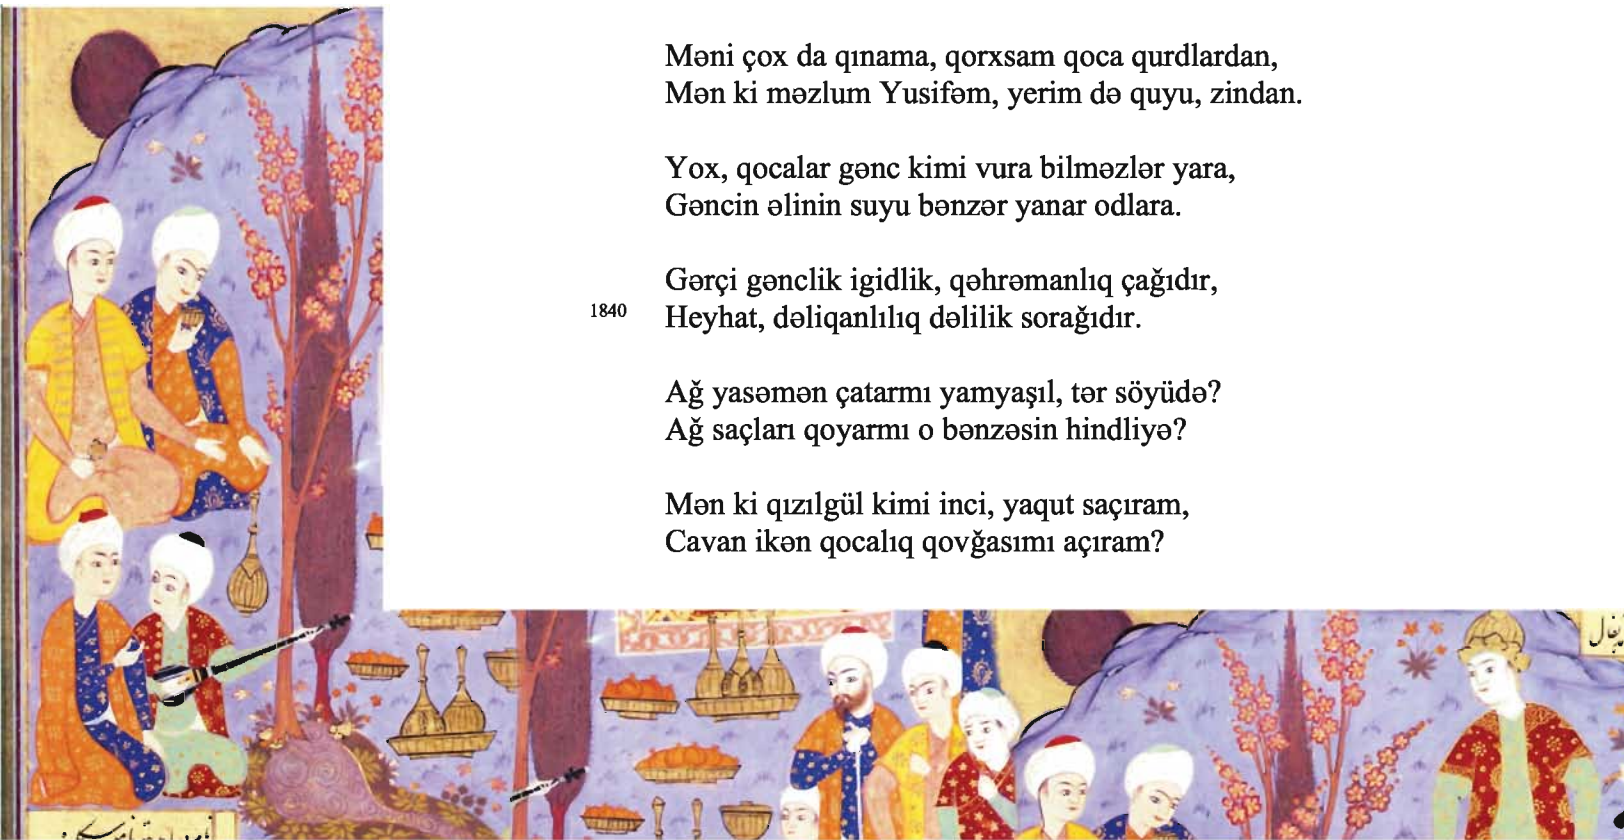 Məni çox da qınama, qorxsam qoca qurdlardan,
Mən ki məzlum Yusifəm, yerim də quyu, zindan.
Yox, qocalar gənc kimi vura bilməzlər yara,
Gəncin əlinin suyu bənzər yanar odlara.
Gərçi gənclik igidlik, qəhrəmanlıq çağıdır,
1840 Heyhat, dəliqanlılıq dəlilik sorağıdır.
Ağ yasəmən çatarmı yamyaşıl, tər söyüdə?
Ağ saçları qoyarmı o bənzəsin hindliyə?
Mən ki qızılgül kimi inci, yaqut saçıram,
Cavan ikən qocalıq qovğasımı açıram?